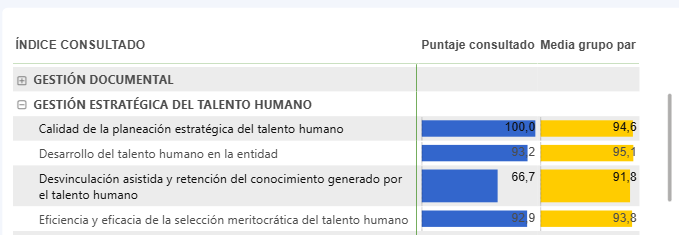 ÍNDICE CONSULTADO Puntaje consultado Media grupo par
GESTIÓN DOCUMENTAL
GESTIÓN ESTRATÉGICA DEL TALENTO HUMANO
Calidad de la planeación estratégica del talento humano 100,0 94,6
Desarrollo del talento humano en la entidad 93,2 95,1
Desvinculación asistida y retención del conocimiento generado por 66,7 91,8
el talento humano
Eficiencia y eficacia de la selección meritocrática del talento humano 92,9 93,8